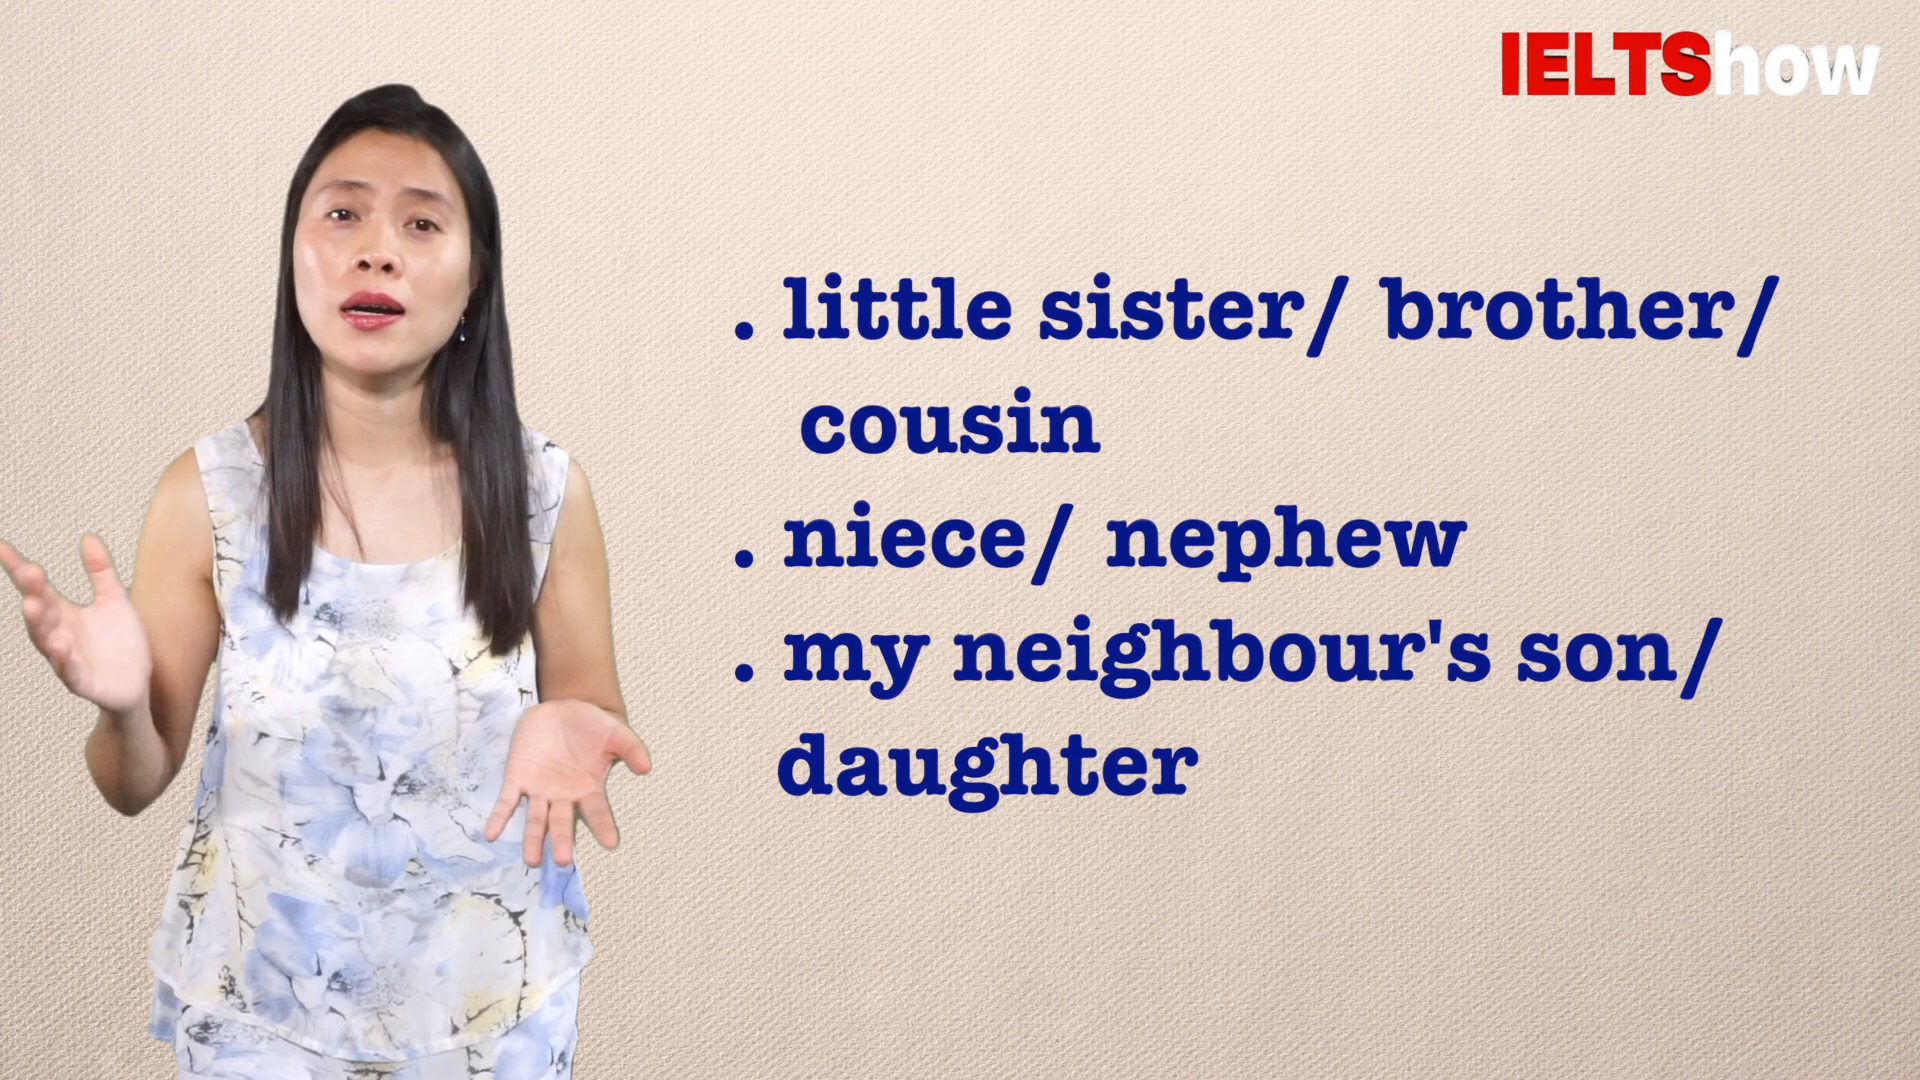 IELTShow
. little sister/ brother/
cousin
. niece/ nephew
. my neighbour's son/
daughter